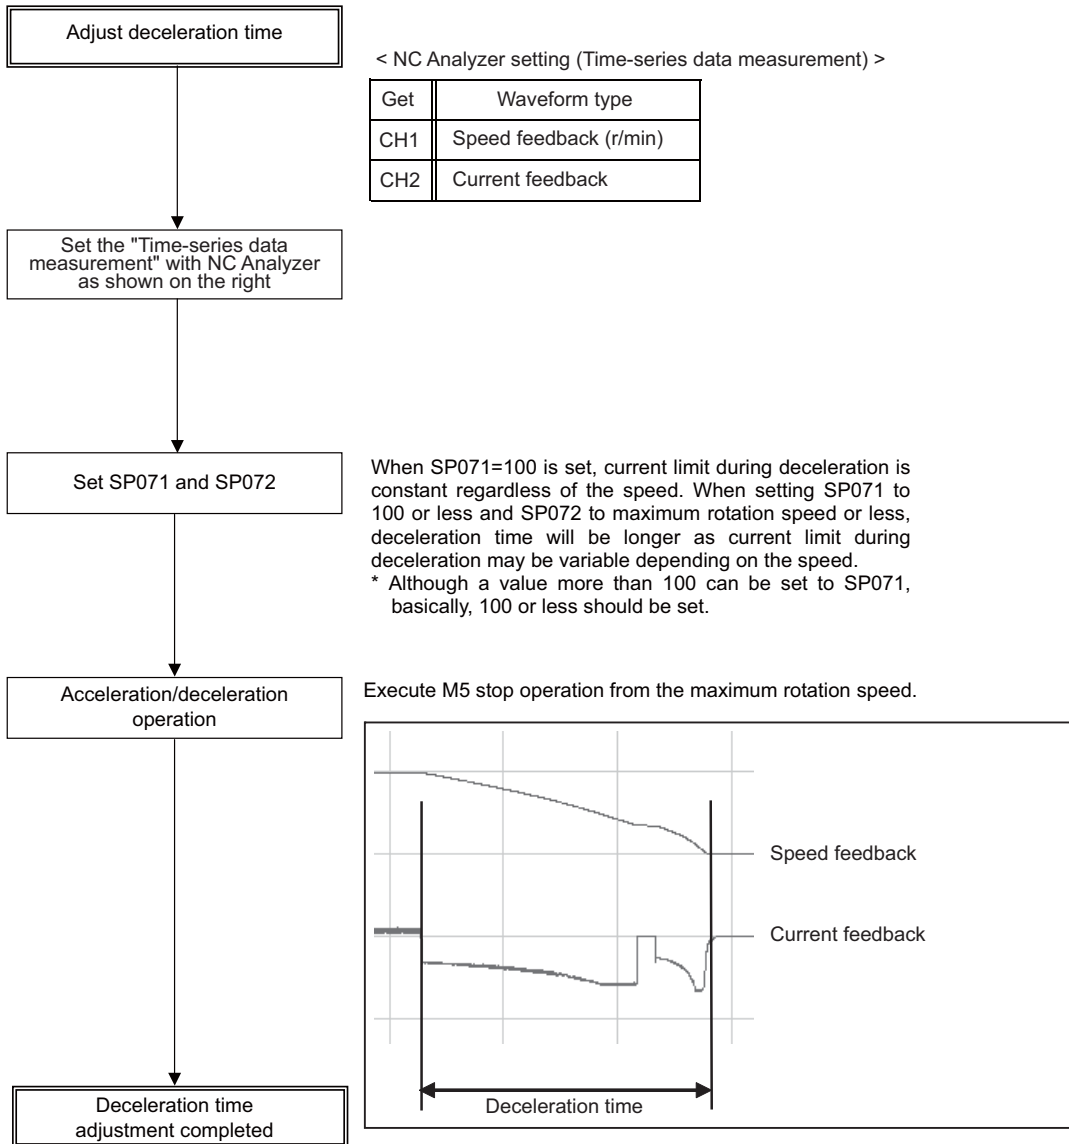 Adjust deceleration time
< NC Analyzer setting (Time-series data measurement) >
Get Waveform type
CH1 Speed feedback (r/min)
CH2 Current feedback
Set the "Time-series data
measurement" with NC Analyzer
as shown on the right
Set SP071 and SP072
When SP071=100 is set, current limit during deceleration is
constant regardless of the speed. When setting SP071 to
100 or less and SP072 to maximum rotation speed or less,
deceleration time will be longer as current limit during
deceleration may be variable depending on the speed.
* Although a value more than 100 can be set to SP071,
basically, 100 or less should be set.
Acceleration/deceleration
operation
Execute M5 stop operation from the maximum rotation speed.
Speed feedback
Current feedback
Deceleration time
Deceleration time
adjustment completed